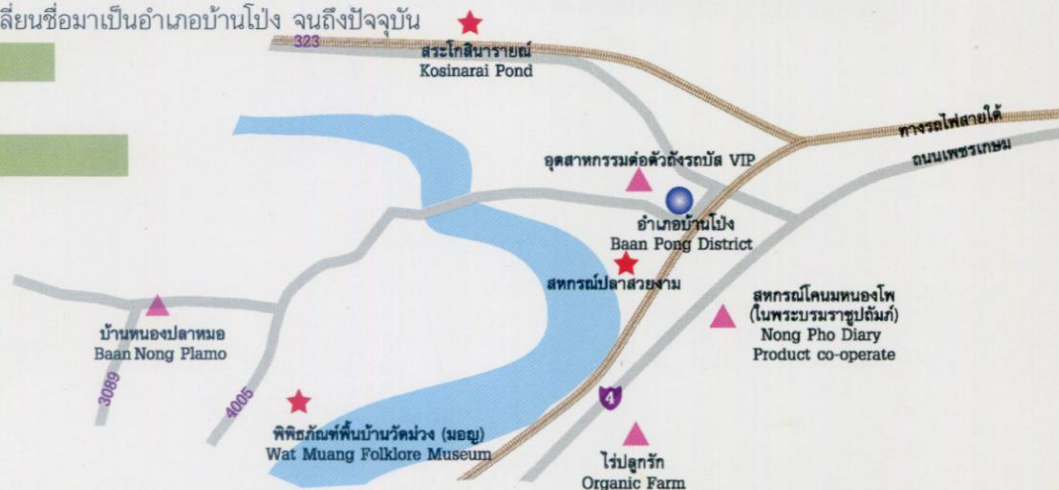 ลี่ยนชื่อมาเป็นอำเภอบ้านโป่ง จนถึงปัจจุบัน
323
สระโกสินารายณ์
Kosinarai Pond
ทางรถไฟสายใต้
ถนนเพชรเกษม
อุตสาหกรรมต่อตัวถังรถบัส VIP
อำเภอบ้านโป่ง
Baan Pong District
สหกรณ์ปลาสวยงาม
สหกรณ์โคนมหนองโพ
(ในพระบรมราชูปถัมภ์)
Nong Pho Diary
Product co-operate
บ้านหนองปลาหมอ
Baan Nong Plamo
3089
4005
4
พิพิธภัณฑ์พื้นบ้านวัดม่วง (มอญ)
Wat Muang Folklore Museum
ไร่ปลูกรัก
Organic Farm